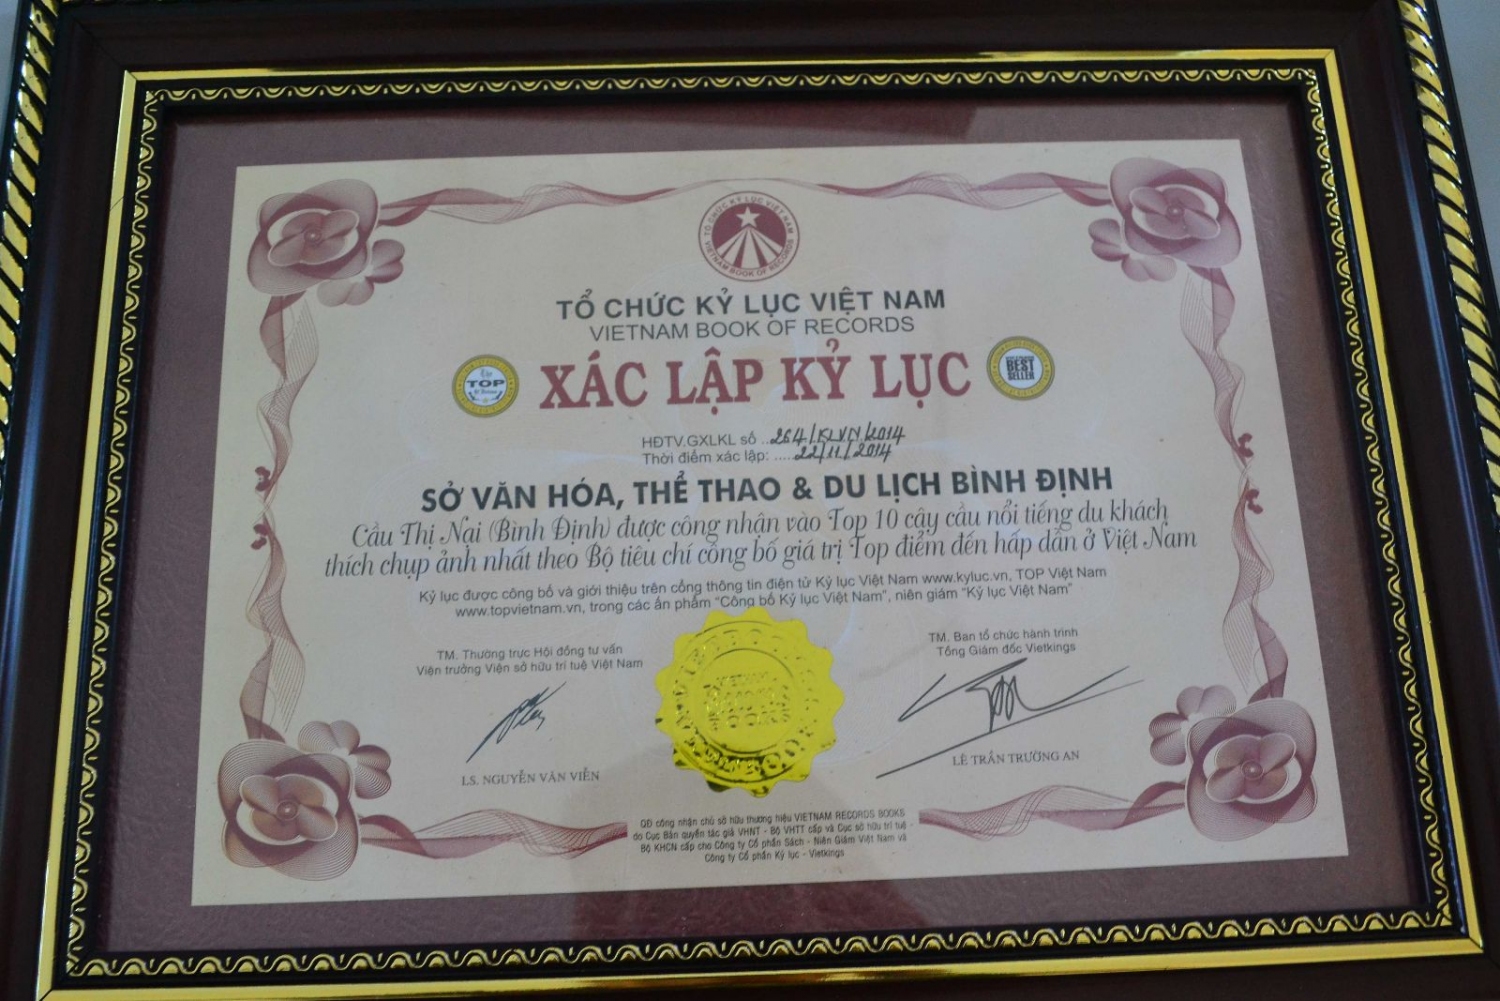 TỔ CHỨC KỶ LỤC VIỆT NAM
VIETNAM BOOK OF RECORDS
TỔ CHỨC KỶ LỤC VIỆT NAM
VIETNAM BOOK OF RECORDS
The TOP
XÁC LẬP KỶ LỤC
BEST SELLER
HĐTV.GXLKL số ..264/KLVN/2014
Thời điểm xác lập: .....22/11/2014
SỞ VĂN HÓA, THỂ THAO & DU LỊCH BÌNH ĐỊNH
Cầu Thị Nại (Bình Định) được công nhận vào Top 10 cây cầu nổi tiếng du khách
thích chụp ảnh nhất theo Bộ tiêu chí công bố giá trị Top điểm đến hấp dẫn ở Việt Nam
Kỷ lục được công bố và giới thiệu trên cổng thông tin điện tử Kỷ lục Việt Nam www.kyluc.vn, TOP Việt Nam
www.topvietnam.vn, trong các ấn phẩm "Công bố Kỷ lục Việt Nam", niên giám "Kỷ lục Việt Nam"
TM. Thường trực Hội đồng tư vấn
Viện trưởng Viện sở hữu trí tuệ Việt Nam
TM. Ban tổ chức hành trình
Tổng Giám đốc Vietkings
LS. NGUYỄN VĂN VIỄN
LÊ TRẦN TRƯỜNG AN
QĐ công nhận chủ sở hữu thương hiệu VIETNAM RECORDS BOOKS
do Cục Bản quyền tác giả VHNT - Bộ VHTT cấp và Cục sở hữu trí tuệ -
Bộ KHCN cấp cho Công ty Cổ phần Sách - Niên Giám Việt Nam và
Công ty Cổ phần Kỷ lục - Vietkings